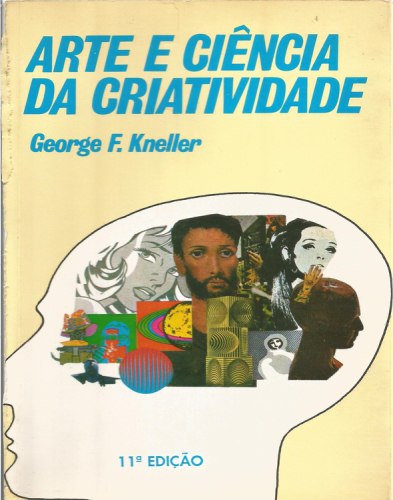 ARTE E CIÊNCIA
DA CRIATIVIDADE
George F. Kneller
11ª EDIÇÃO